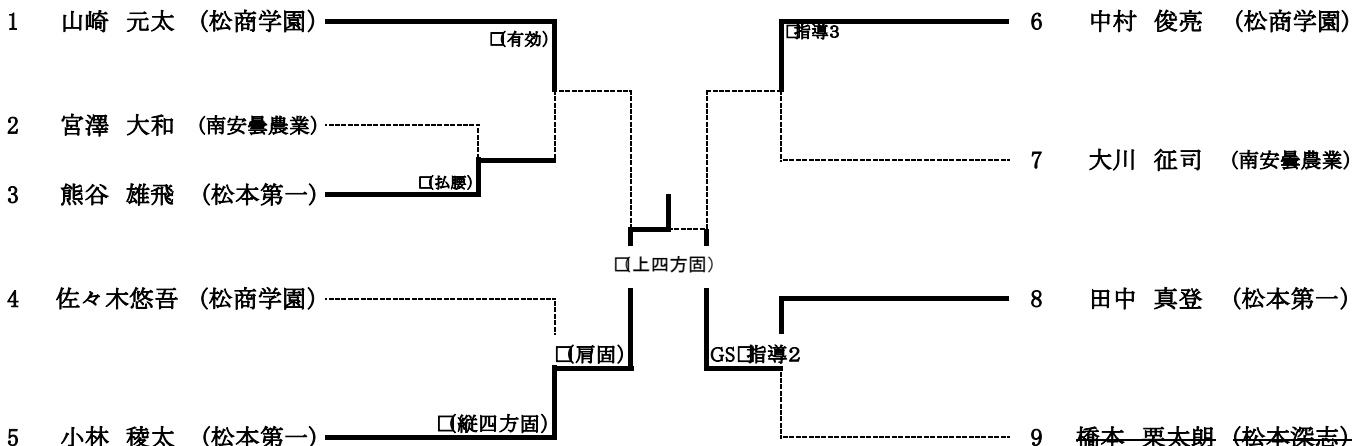 1 山崎 元太 (松商学園)
□(有効)
2 宮澤 大和 (南安曇農業)
3 熊谷 雄飛 (松本第一)
□(払腰)
4 佐々木悠吾 (松商学園)
□(肩固)
□(縦四方固)
5 小林 稜太 (松本第一)
□(上四方固)
6 中村 俊亮 (松商学園)
□指導3
7 大川 征司 (南安曇農業)
8 田中 真登 (松本第一)
GS□指導2
9 橋本 栗太朗 (松本深志)